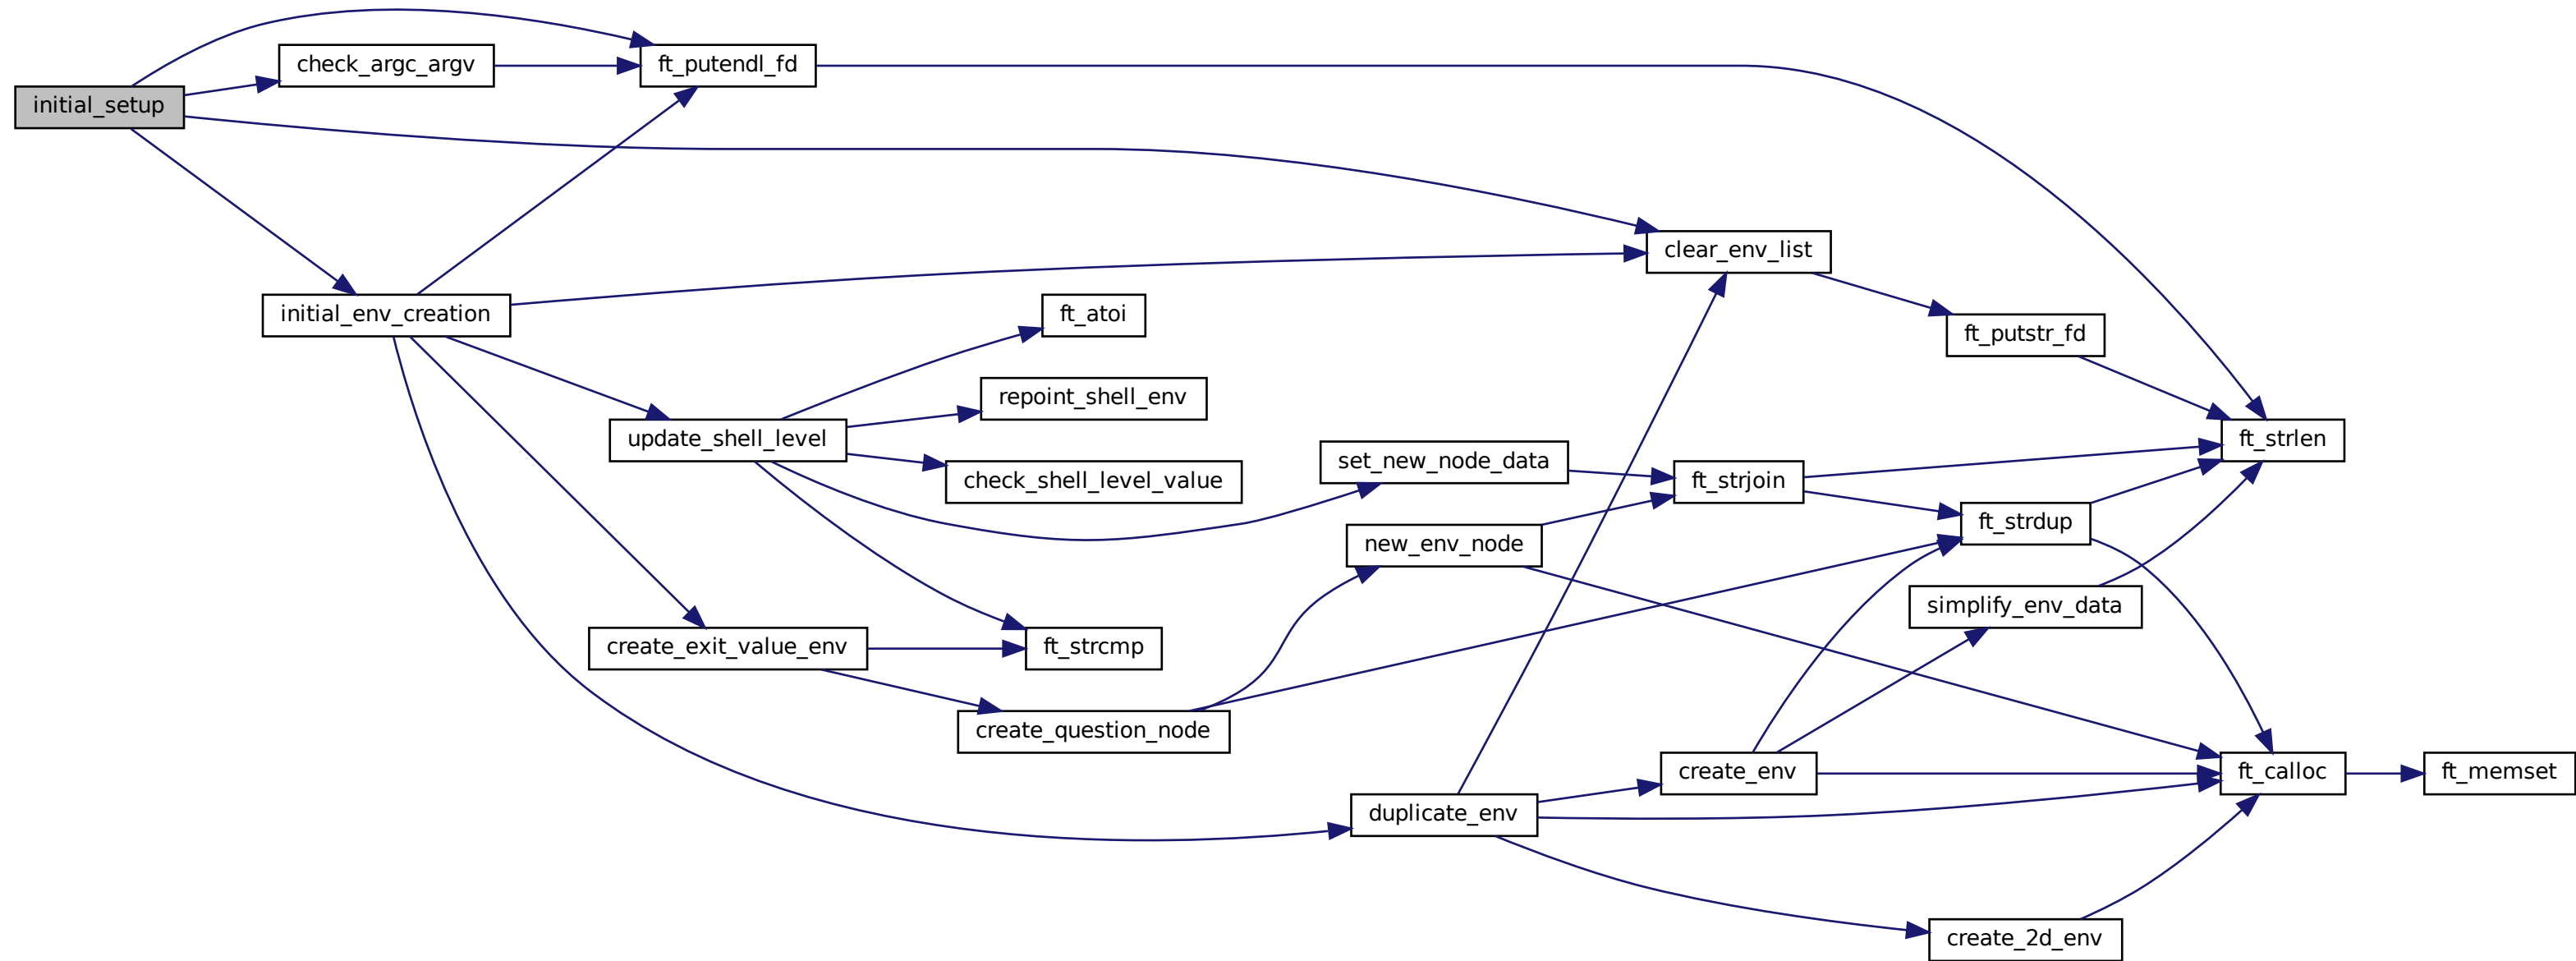 check_argc_argv
ft_putendl_fd
initial_setup
clear_env_list
initial_env_creation
ft_atoi
ft_putstr_fd
repoint_shell_env
update_shell_level
ft_strlen
set_new_node_data
check_shell_level_value
ft_strjoin
ft_strdup
new_env_node
simplify_env_data
create_exit_value_env
ft_strcmp
create_question_node
create_env
ft_calloc
ft_memset
duplicate_env
create_2d_env